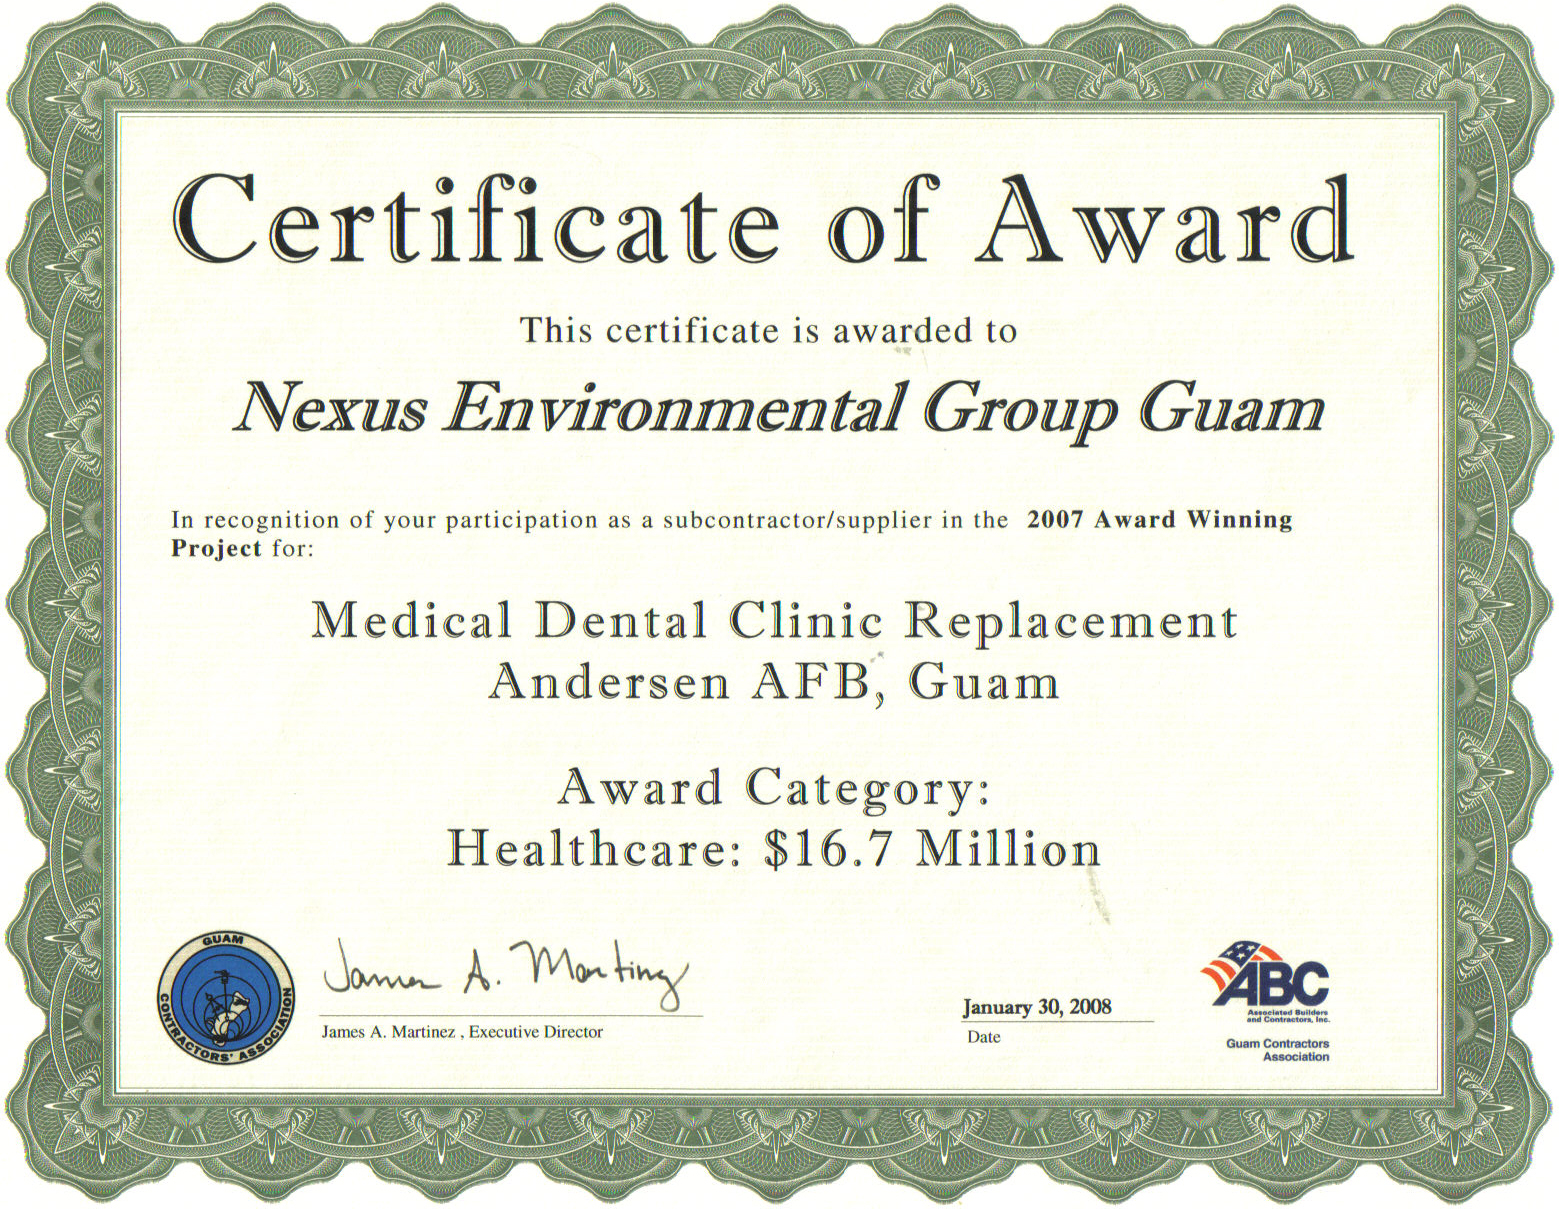 Certificate of Award
This certificate is awarded to
Nexus Environmental Group Guam
In recognition of your participation as a subcontractor/supplier in the 2007 Award Winning
Project for:
Medical Dental Clinic Replacement
Andersen AFB, Guam
Award Category:
Healthcare: $16.7 Million
GUAM
CONTRACTORS' ASSOCIATION
James A. Martinez
James A. Martinez , Executive Director
January 30, 2008
Date
ABC
Associated Builders
and Contractors, Inc.
Guam Contractors
Association